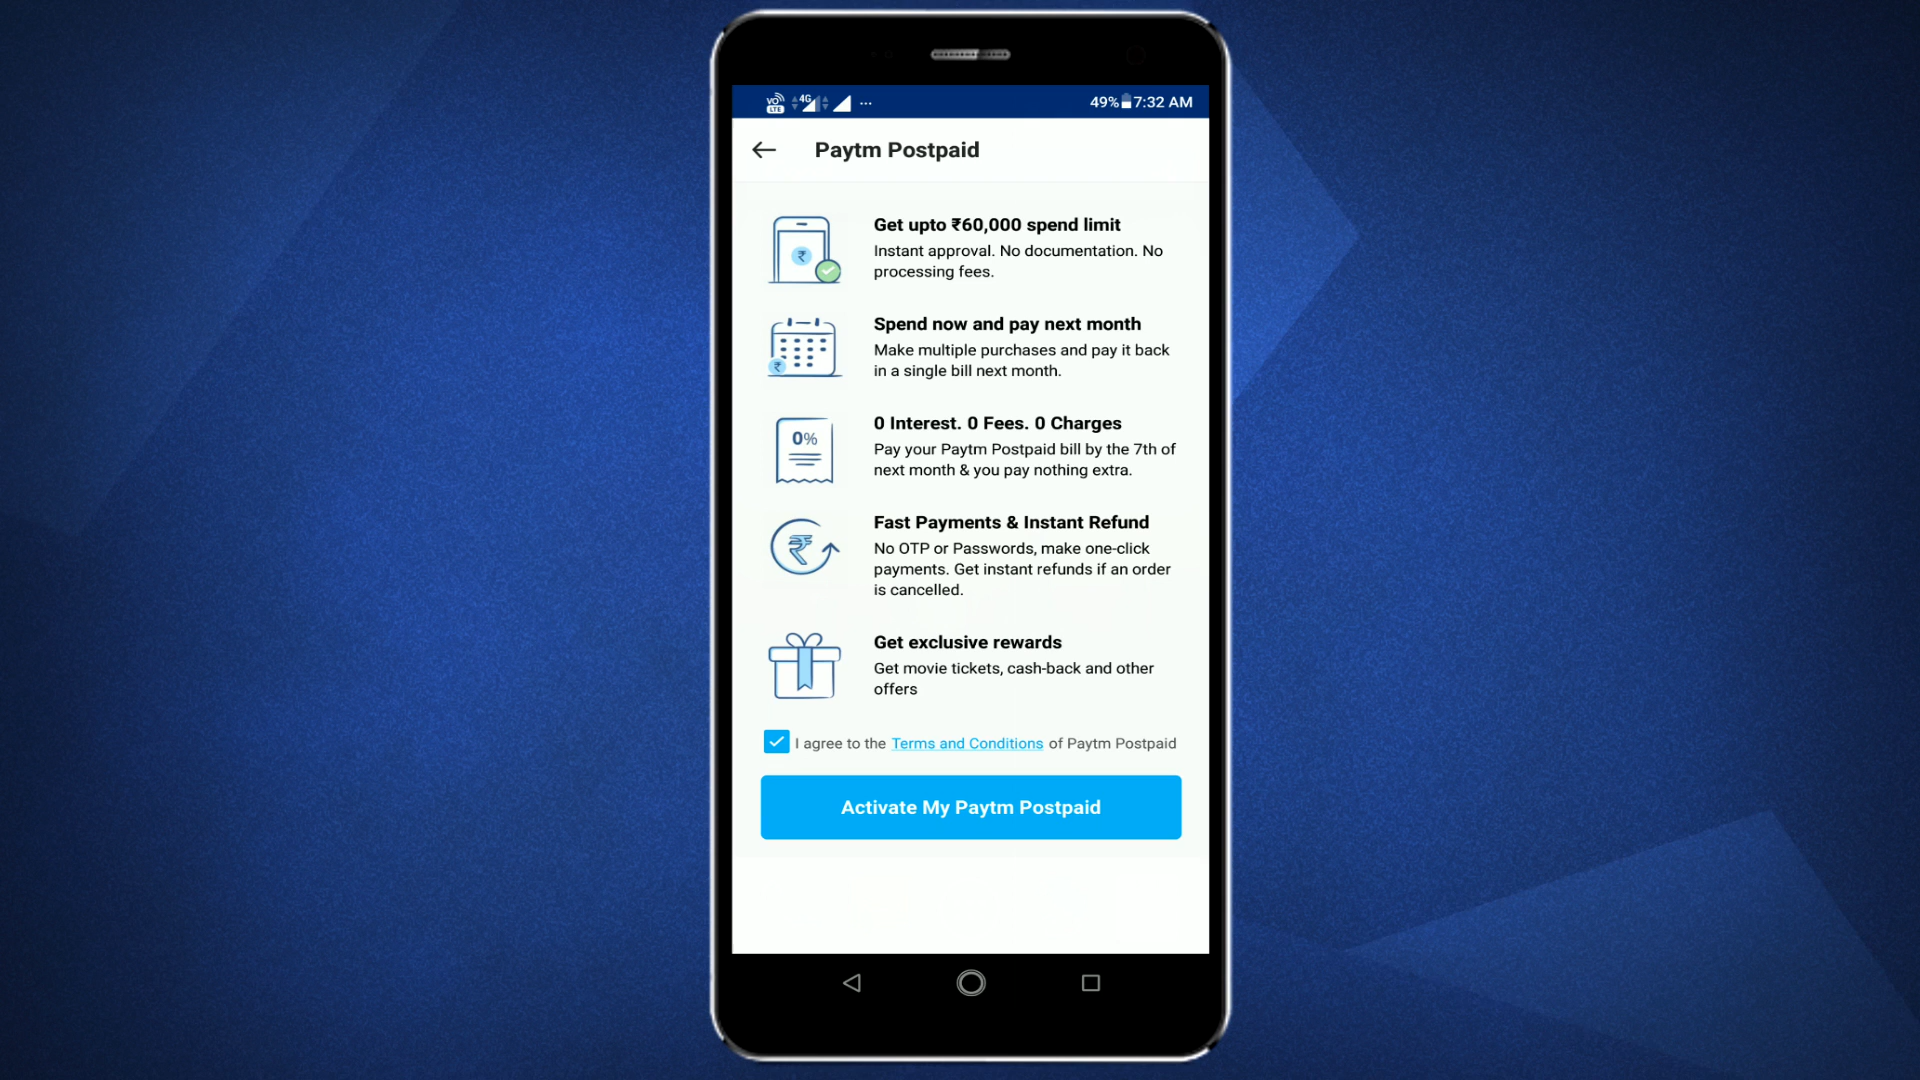 VO LTE 4G ... 49% 7:32 AM
Paytm Postpaid
Get upto ₹60,000 spend limit
Instant approval. No documentation. No
processing fees.
Spend now and pay next month
Make multiple purchases and pay it back
in a single bill next month.
0%
0 Interest. 0 Fees. 0 Charges
Pay your Paytm Postpaid bill by the 7th of
next month & you pay nothing extra.
Fast Payments & Instant Refund
No OTP or Passwords, make one-click
payments. Get instant refunds if an order
is cancelled.
Get exclusive rewards
Get movie tickets, cash-back and other
offers
I agree to the Terms and Conditions of Paytm Postpaid
Activate My Paytm Postpaid